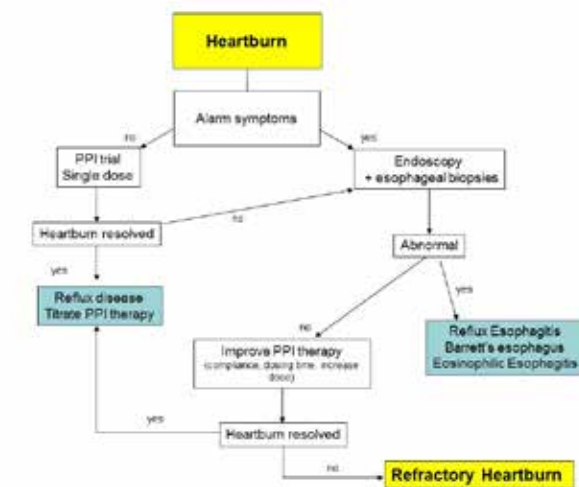 Heartburn
Alarm symptoms
no
yes
PPI trial
Single dose
Endoscopy
+ esophageal biopsies
no
Heartburn resolved
Abnormal
yes
yes
Reflux disease
Titrate PPI therapy
no
Reflux Esophagitis
Barrett's esophagus
Eosinophilic Esophagitis
Improve PPI therapy
(compliance, dosing time, increase
dose)
yes
Heartburn resolved
no
Refractory Heartburn